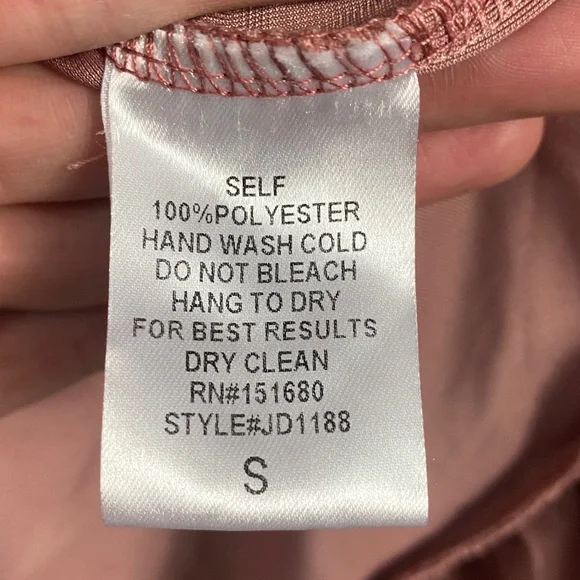 SELF
100%POLYESTER
HAND WASH COLD
DO NOT BLEACH
HANG TO DRY
FOR BEST RESULTS
DRY CLEAN
RN#151680
STYLE#JD1188
S